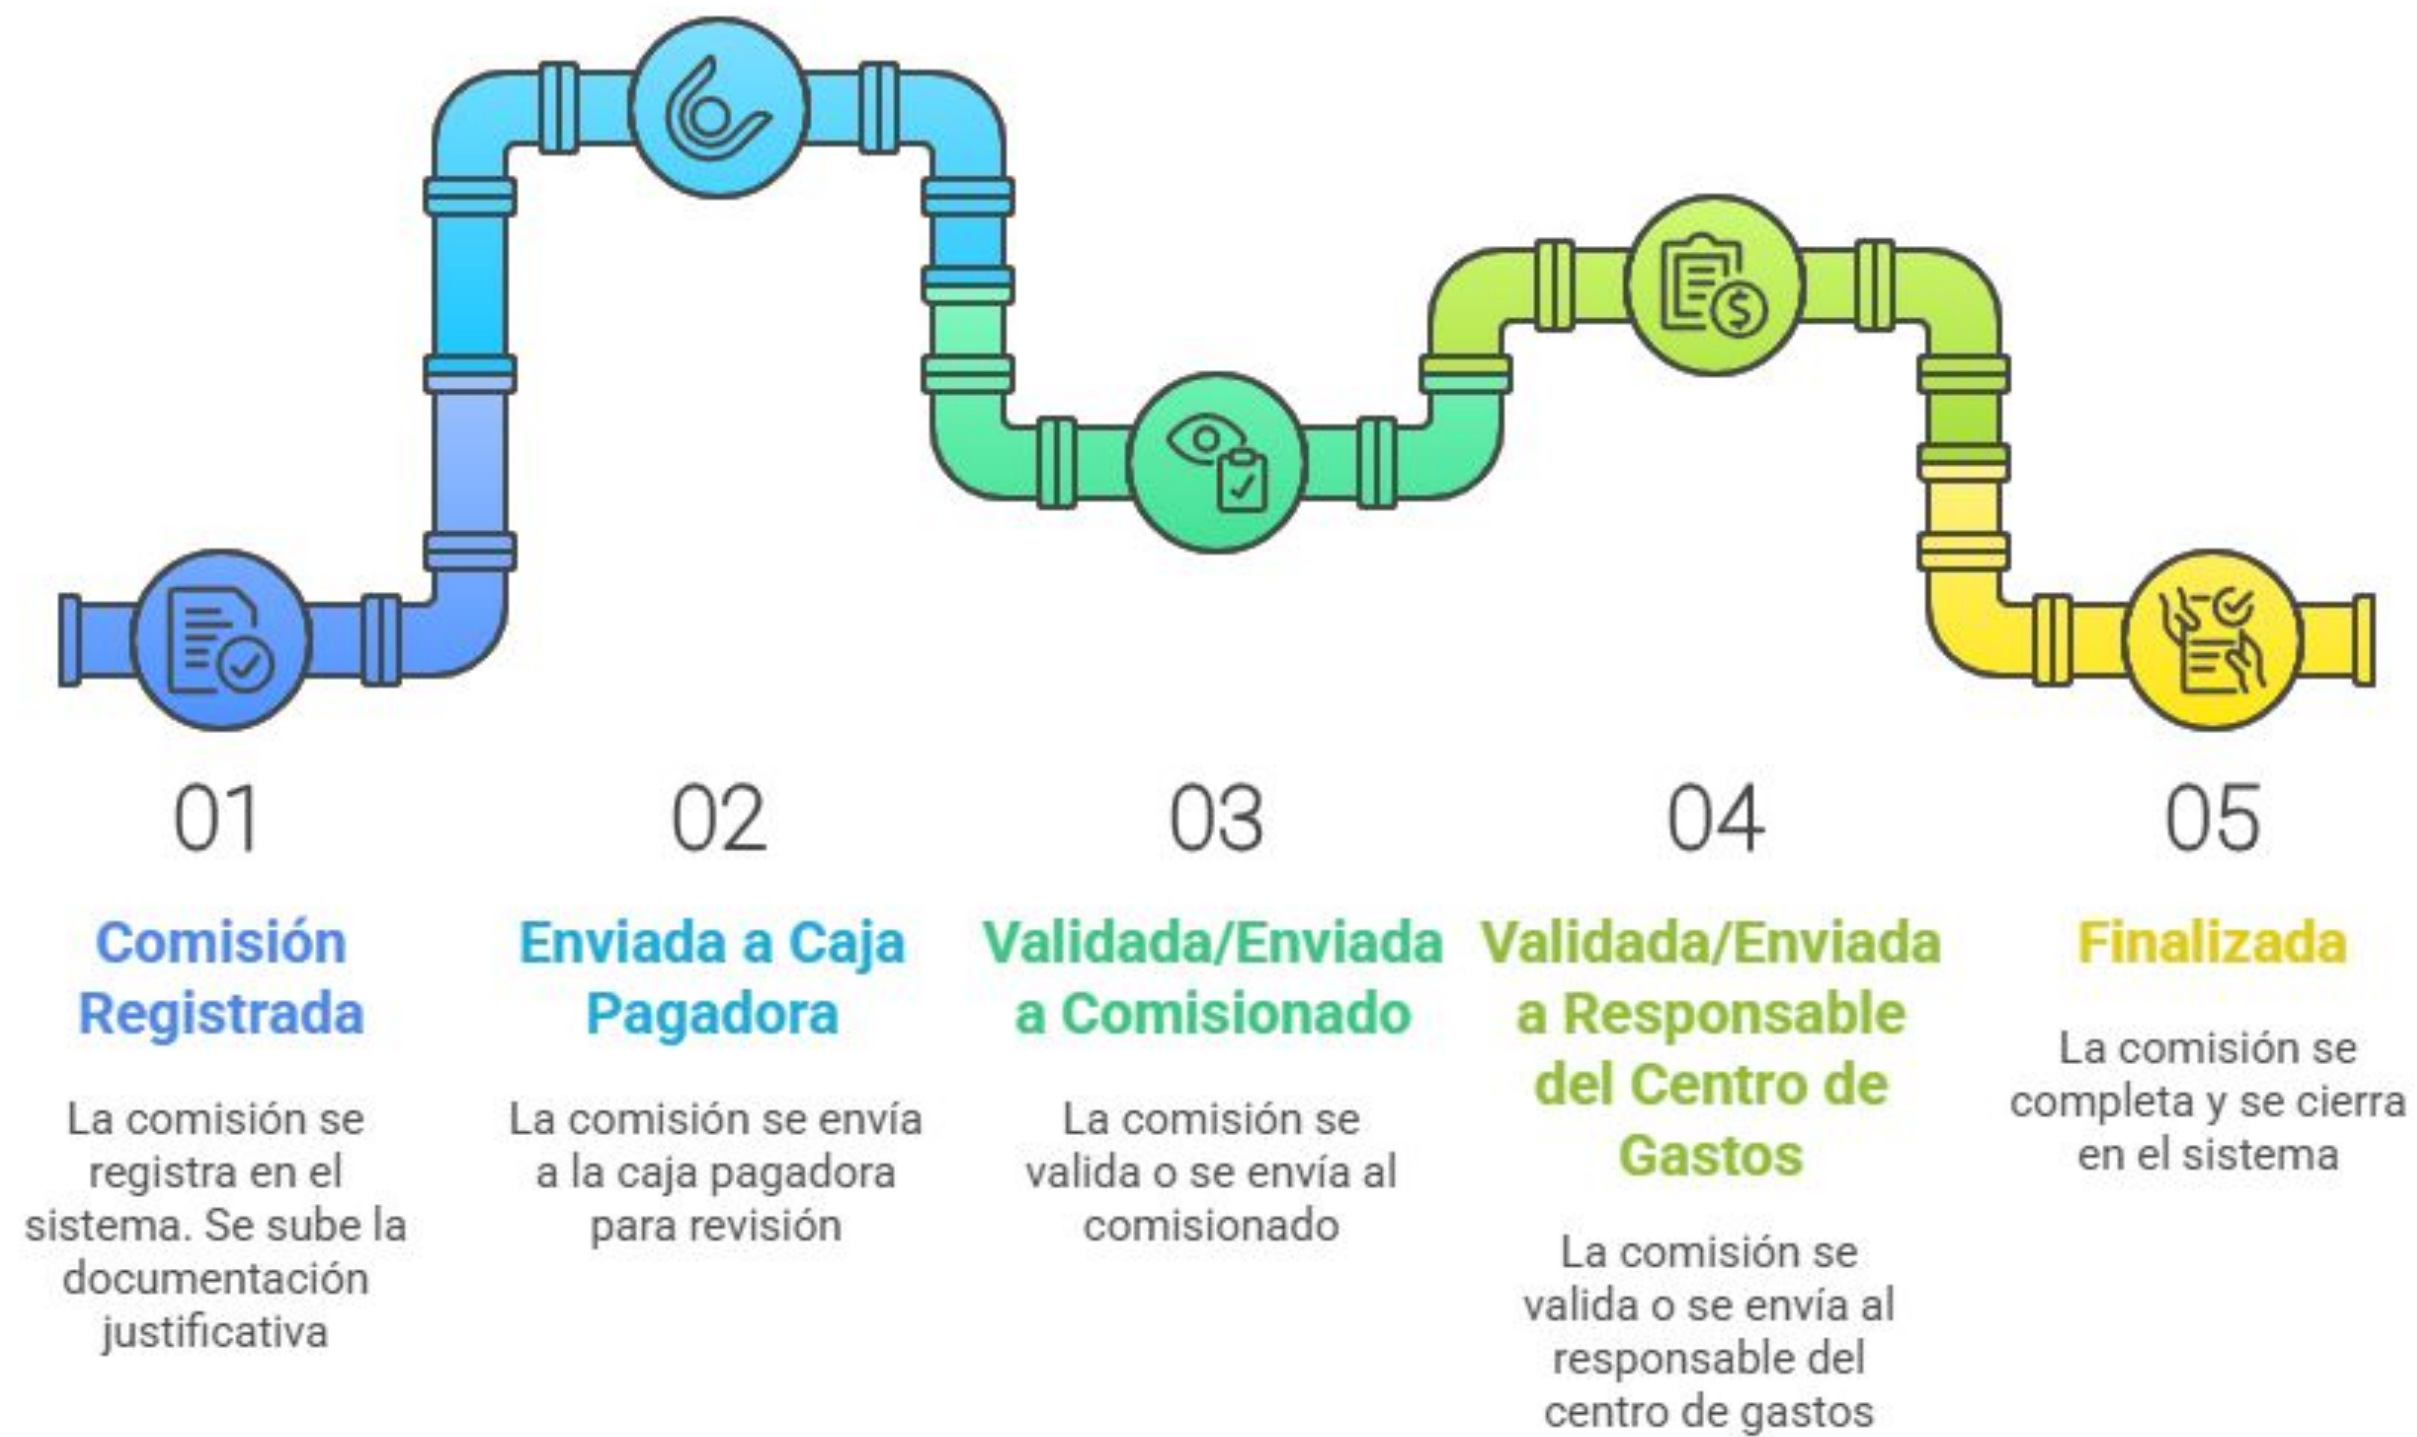 01
Comisión
Registrada
La comisión se
registra en el
sistema. Se sube la
documentación
justificativa
02
Enviada a Caja
Pagadora
La comisión se envía
a la caja pagadora
para revisión
03
Validada/Enviada
a Comisionado
La comisión se
valida o se envía al
comisionado
04
Validada/Enviada
a Responsable
del Centro de
Gastos
La comisión se
valida o se envía al
responsable del
centro de gastos
05
Finalizada
La comisión se
completa y se cierra
en el sistema
$